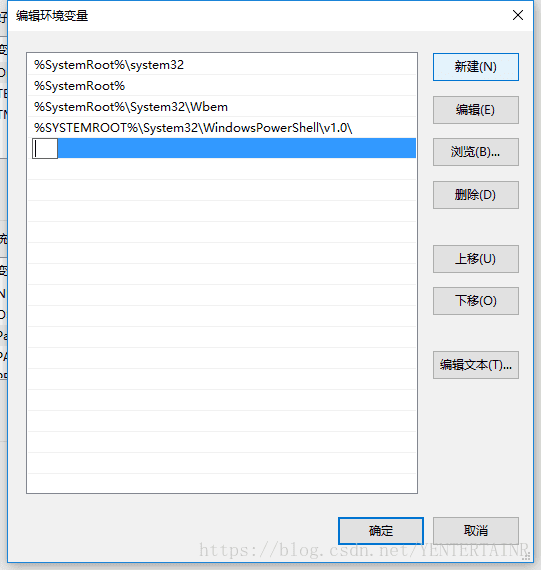 编辑环境变量
%SystemRoot%\system32
%SystemRoot%
%SystemRoot%\System32\Wbem
%SYSTEMROOT%\System32\WindowsPowerShell\v1.0\
新建(N)
编辑(E)
浏览(B)...
删除(D)
上移(U)
下移(O)
编辑文本(T)...
确定
取消
https://blog.csdn.net/YENTERTAINR